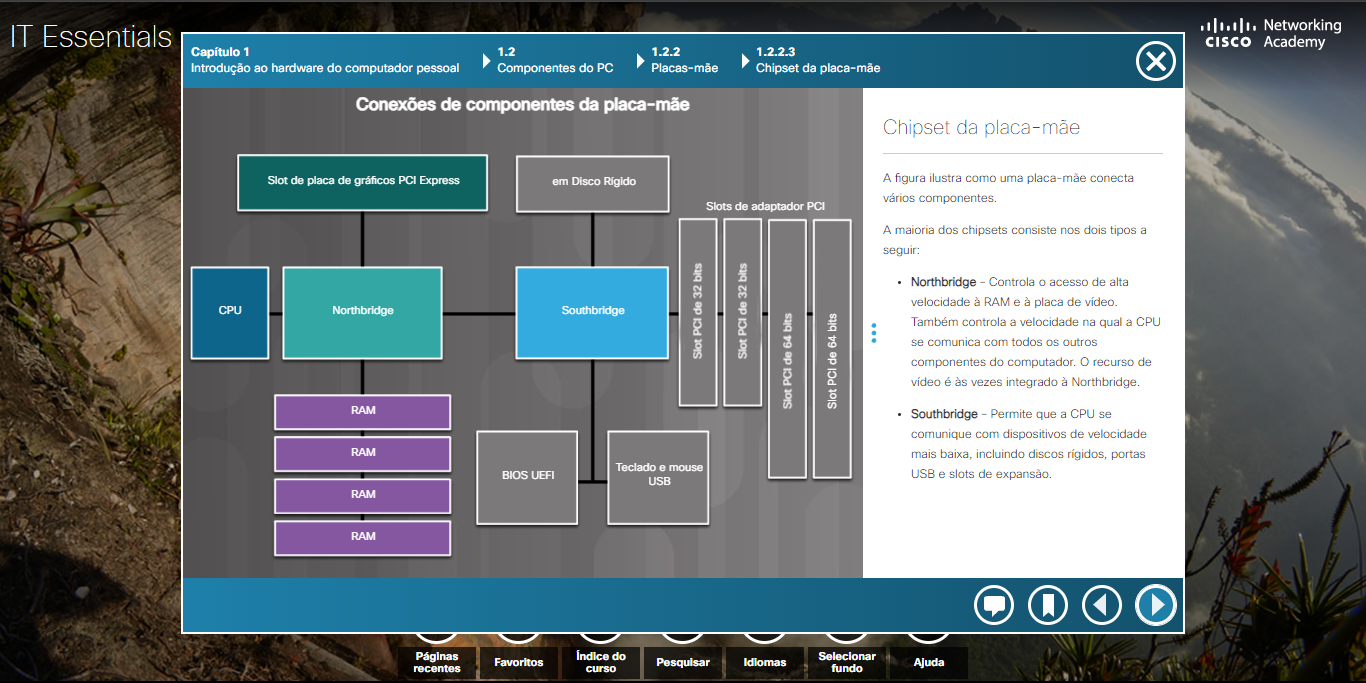 IT Essentials
Networking
CISCO Academy
Capítulo 1
Introdução ao hardware do computador pessoal
1.2
Componentes do PC
1.2.2
Placas-mãe
1.2.2.3
Chipset da placa-mãe
Conexões de componentes da placa-mãe
Slot de placa de gráficos PCI Express
em Disco Rígido
Slots de adaptador PCI
CPU
Northbridge
Southbridge
Slot PCI de 32 bits
Slot PCI de 32 bits
Slot PCI de 64 bits
Slot PCI de 64 bits
RAM
RAM
RAM
RAM
BIOS UEFI
Teclado e mouse
USB
Chipset da placa-mãe
A figura ilustra como uma placa-mãe conecta
vários componentes.
A maioria dos chipsets consiste nos dois tipos a
seguir:
• Northbridge - Controla o acesso de alta
velocidade à RAM e à placa de vídeo.
Também controla a velocidade na qual a CPU
se comunica com todos os outros
componentes do computador. O recurso de
vídeo é às vezes integrado à Northbridge.
• Southbridge - Permite que a CPU se
comunique com dispositivos de velocidade
mais baixa, incluindo discos rígidos, portas
USB e slots de expansão.
Páginas
recentes
Favoritos
Índice do
curso
Pesquisar
Idiomas
Selecionar
fundo
Ajuda